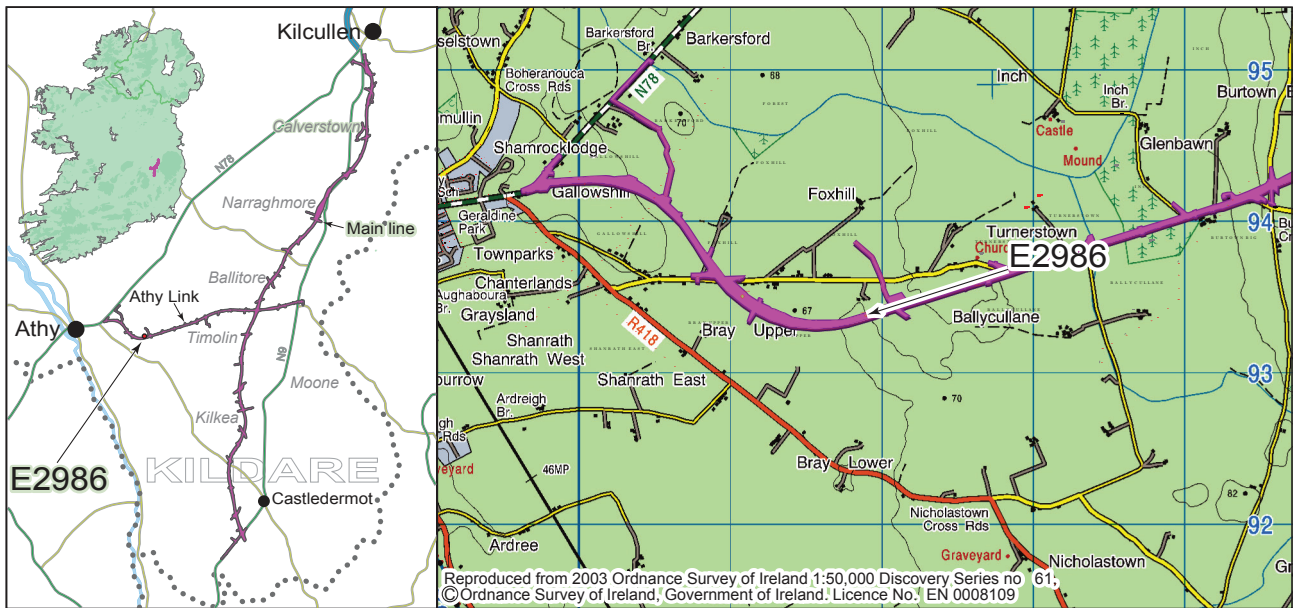 Kilcullen
Calverstown
N78
Narraghmore
Main line
Ballitore
Athy Link
Athy
Timolin
N9
Moone
Kilkea
E2986
KILDARE
Castledermot
selstown
Barkersford
Br.
Barkersford
N78
Boheranouca
Cross Rds
68
Inch
95
Inch
Br.
Burtown
mullin
70
Castle
Mound
Glenbawn
Shamrocklodge
Gallowshill
Foxhill
94
Geraldine
Park
Turnerstown
Church
E2986
Townparks
Chanterlands
Aughaboura
Br.
Graysland
67
Ballycullane
R418
Bray Upper
Shanrath
Shanrath West
Shanrath East
93
Ardreigh
Br.
70
46MP
Bray Lower
82
Nicholastown
Cross Rds
92
Ardree
Graveyard
Nicholastown
Reproduced from 2003 Ordnance Survey of Ireland 1:50,000 Discovery Series no 61,
©Ordnance Survey of Ireland, Government of Ireland. Licence No. EN 0008109